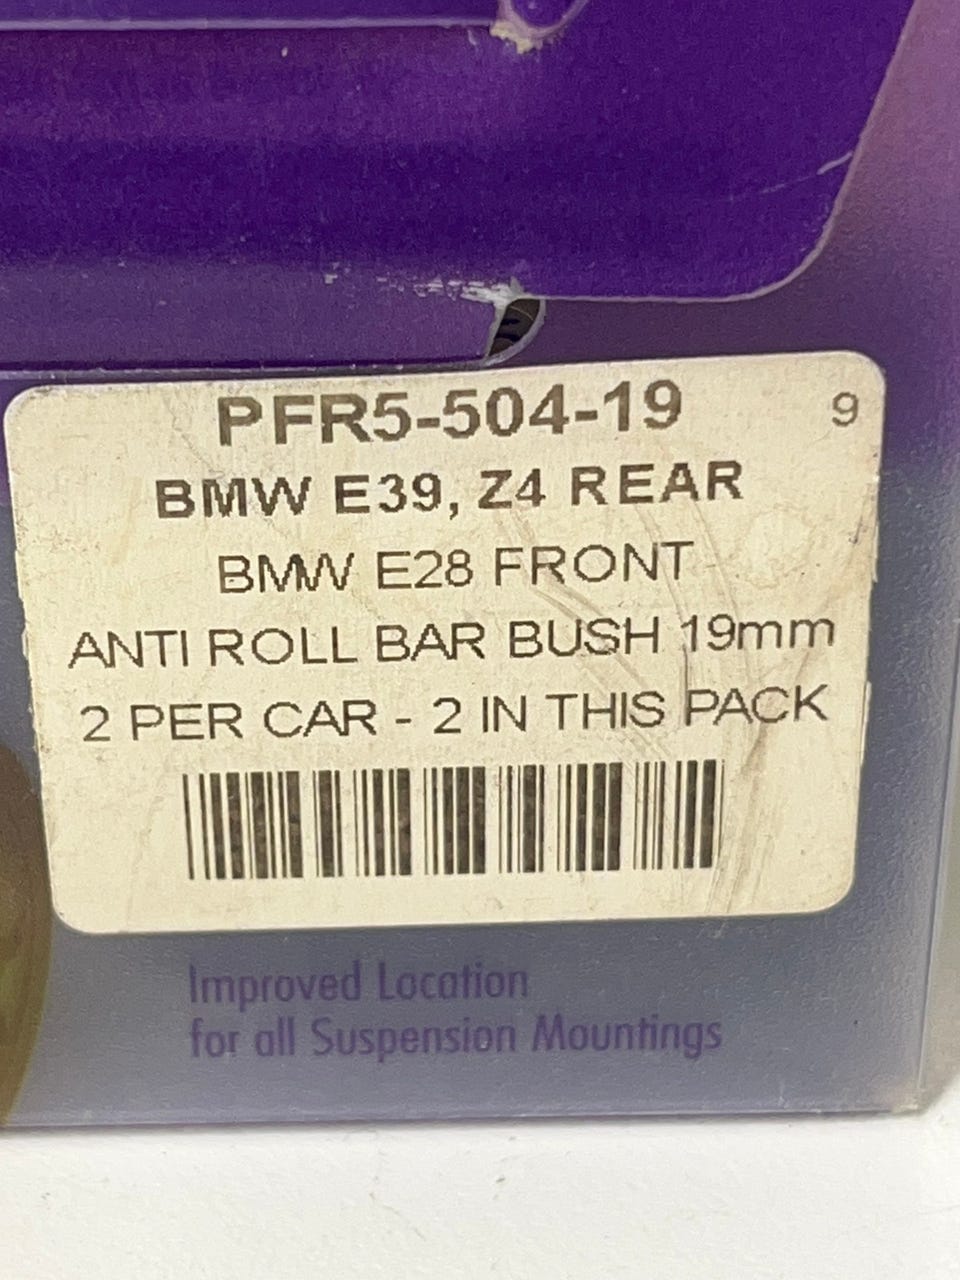 PFR5-504-19 9
BMW E39, Z4 REAR
BMW E28 FRONT
ANTI ROLL BAR BUSH 19mm
2 PER CAR - 2 IN THIS PACK
Improved Location
for all Suspension Mountings